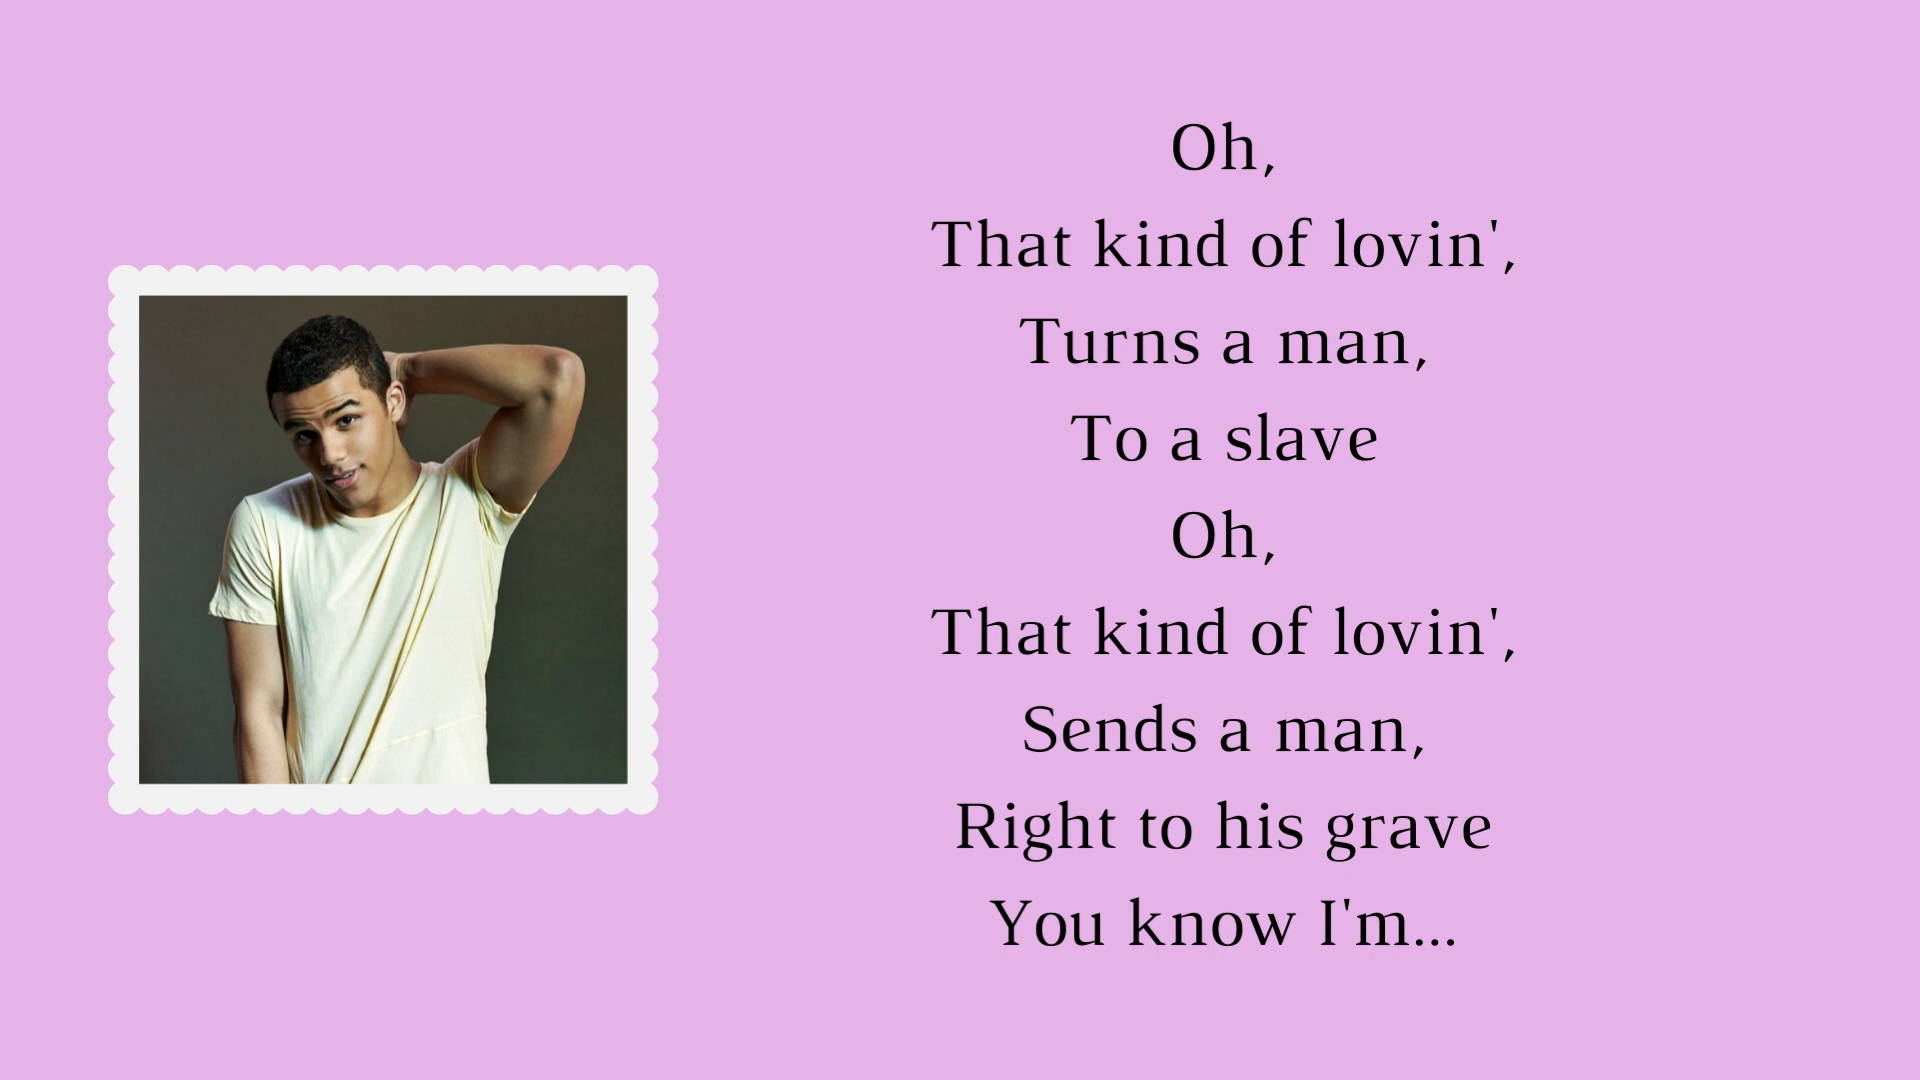 Oh,
That kind of lovin',
Turns a man,
To a slave
Oh,
That kind of lovin',
Sends a man,
Right to his grave
You know I'm...